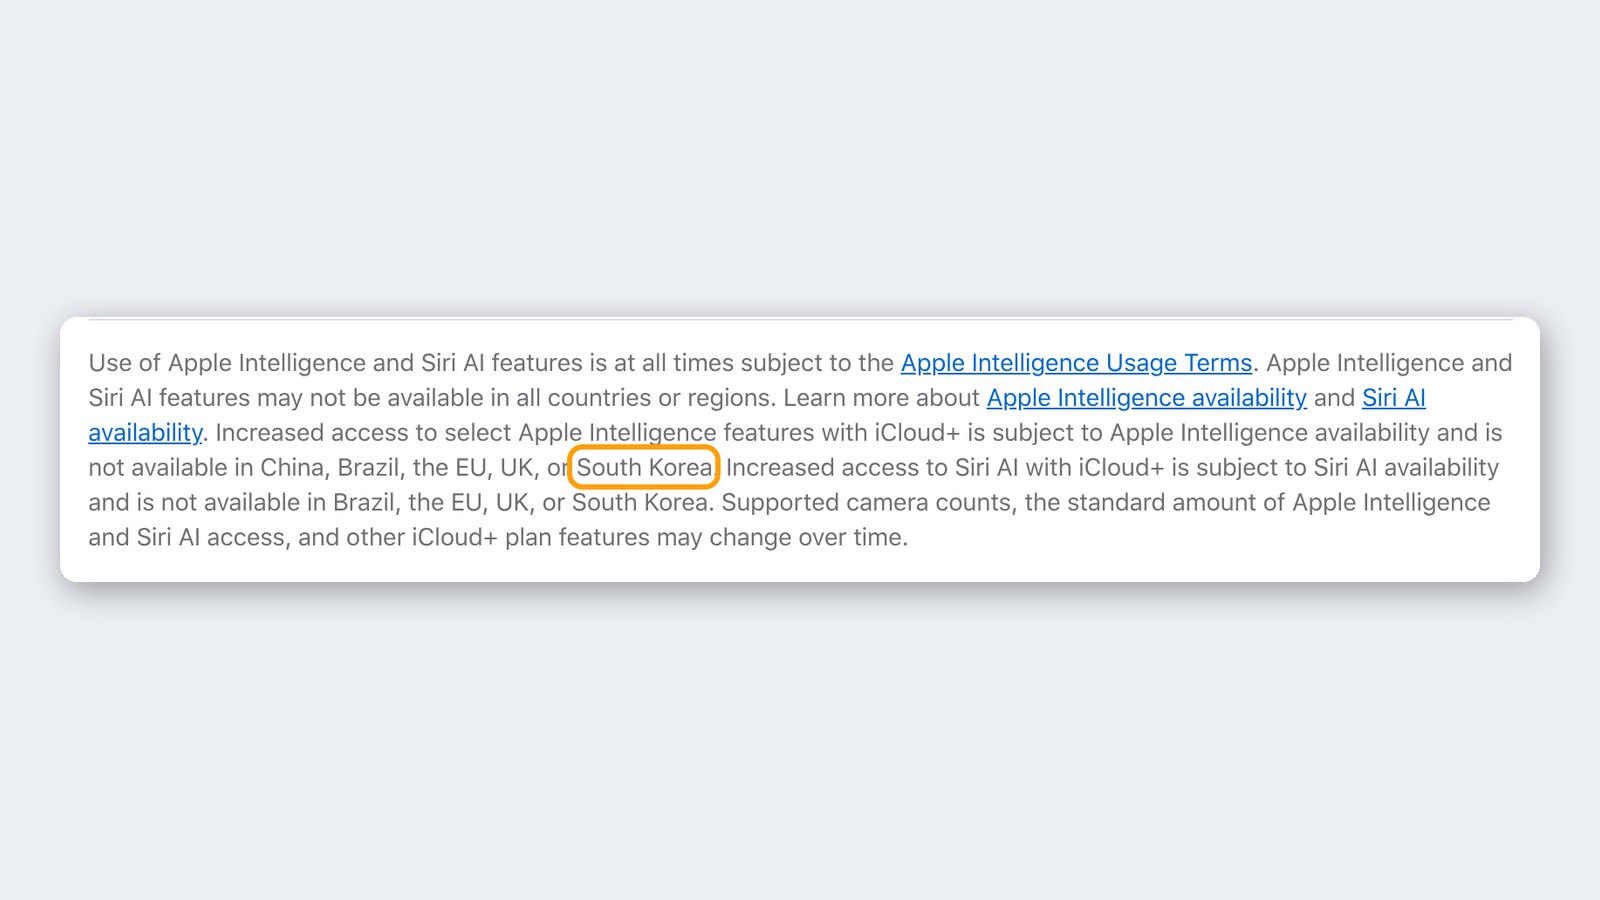 Use of Apple Intelligence and Siri AI features is at all times subject to the Apple Intelligence Usage Terms. Apple Intelligence and
Siri AI features may not be available in all countries or regions. Learn more about Apple Intelligence availability and Siri AI
availability. Increased access to select Apple Intelligence features with iCloud+ is subject to Apple Intelligence availability and is
not available in China, Brazil, the EU, UK, or South Korea. Increased access to Siri AI with iCloud+ is subject to Siri AI availability
and is not available in Brazil, the EU, UK, or South Korea. Supported camera counts, the standard amount of Apple Intelligence
and Siri AI access, and other iCloud+ plan features may change over time.